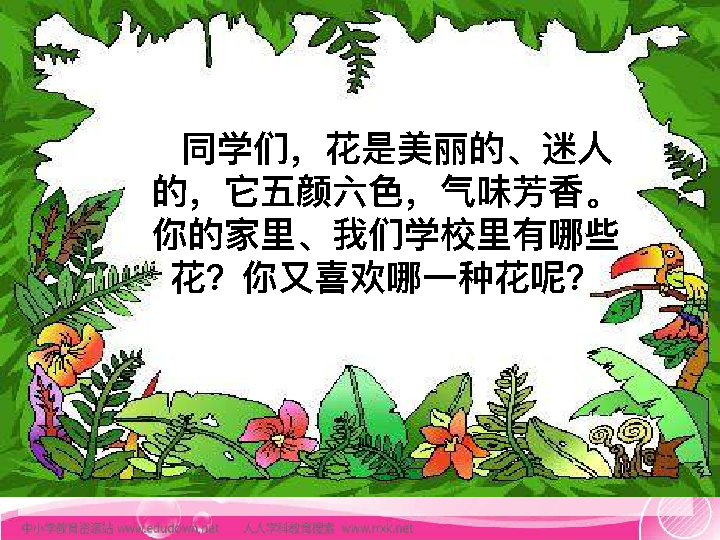 同学们，花是美丽的、迷人
的，它五颜六色，气味芳香。
你的家里、我们学校里有哪些
花？你又喜欢哪一种花呢？
中小学教育资源站 www.edudown.net 人人学科教育搜索 www.rrxk.net